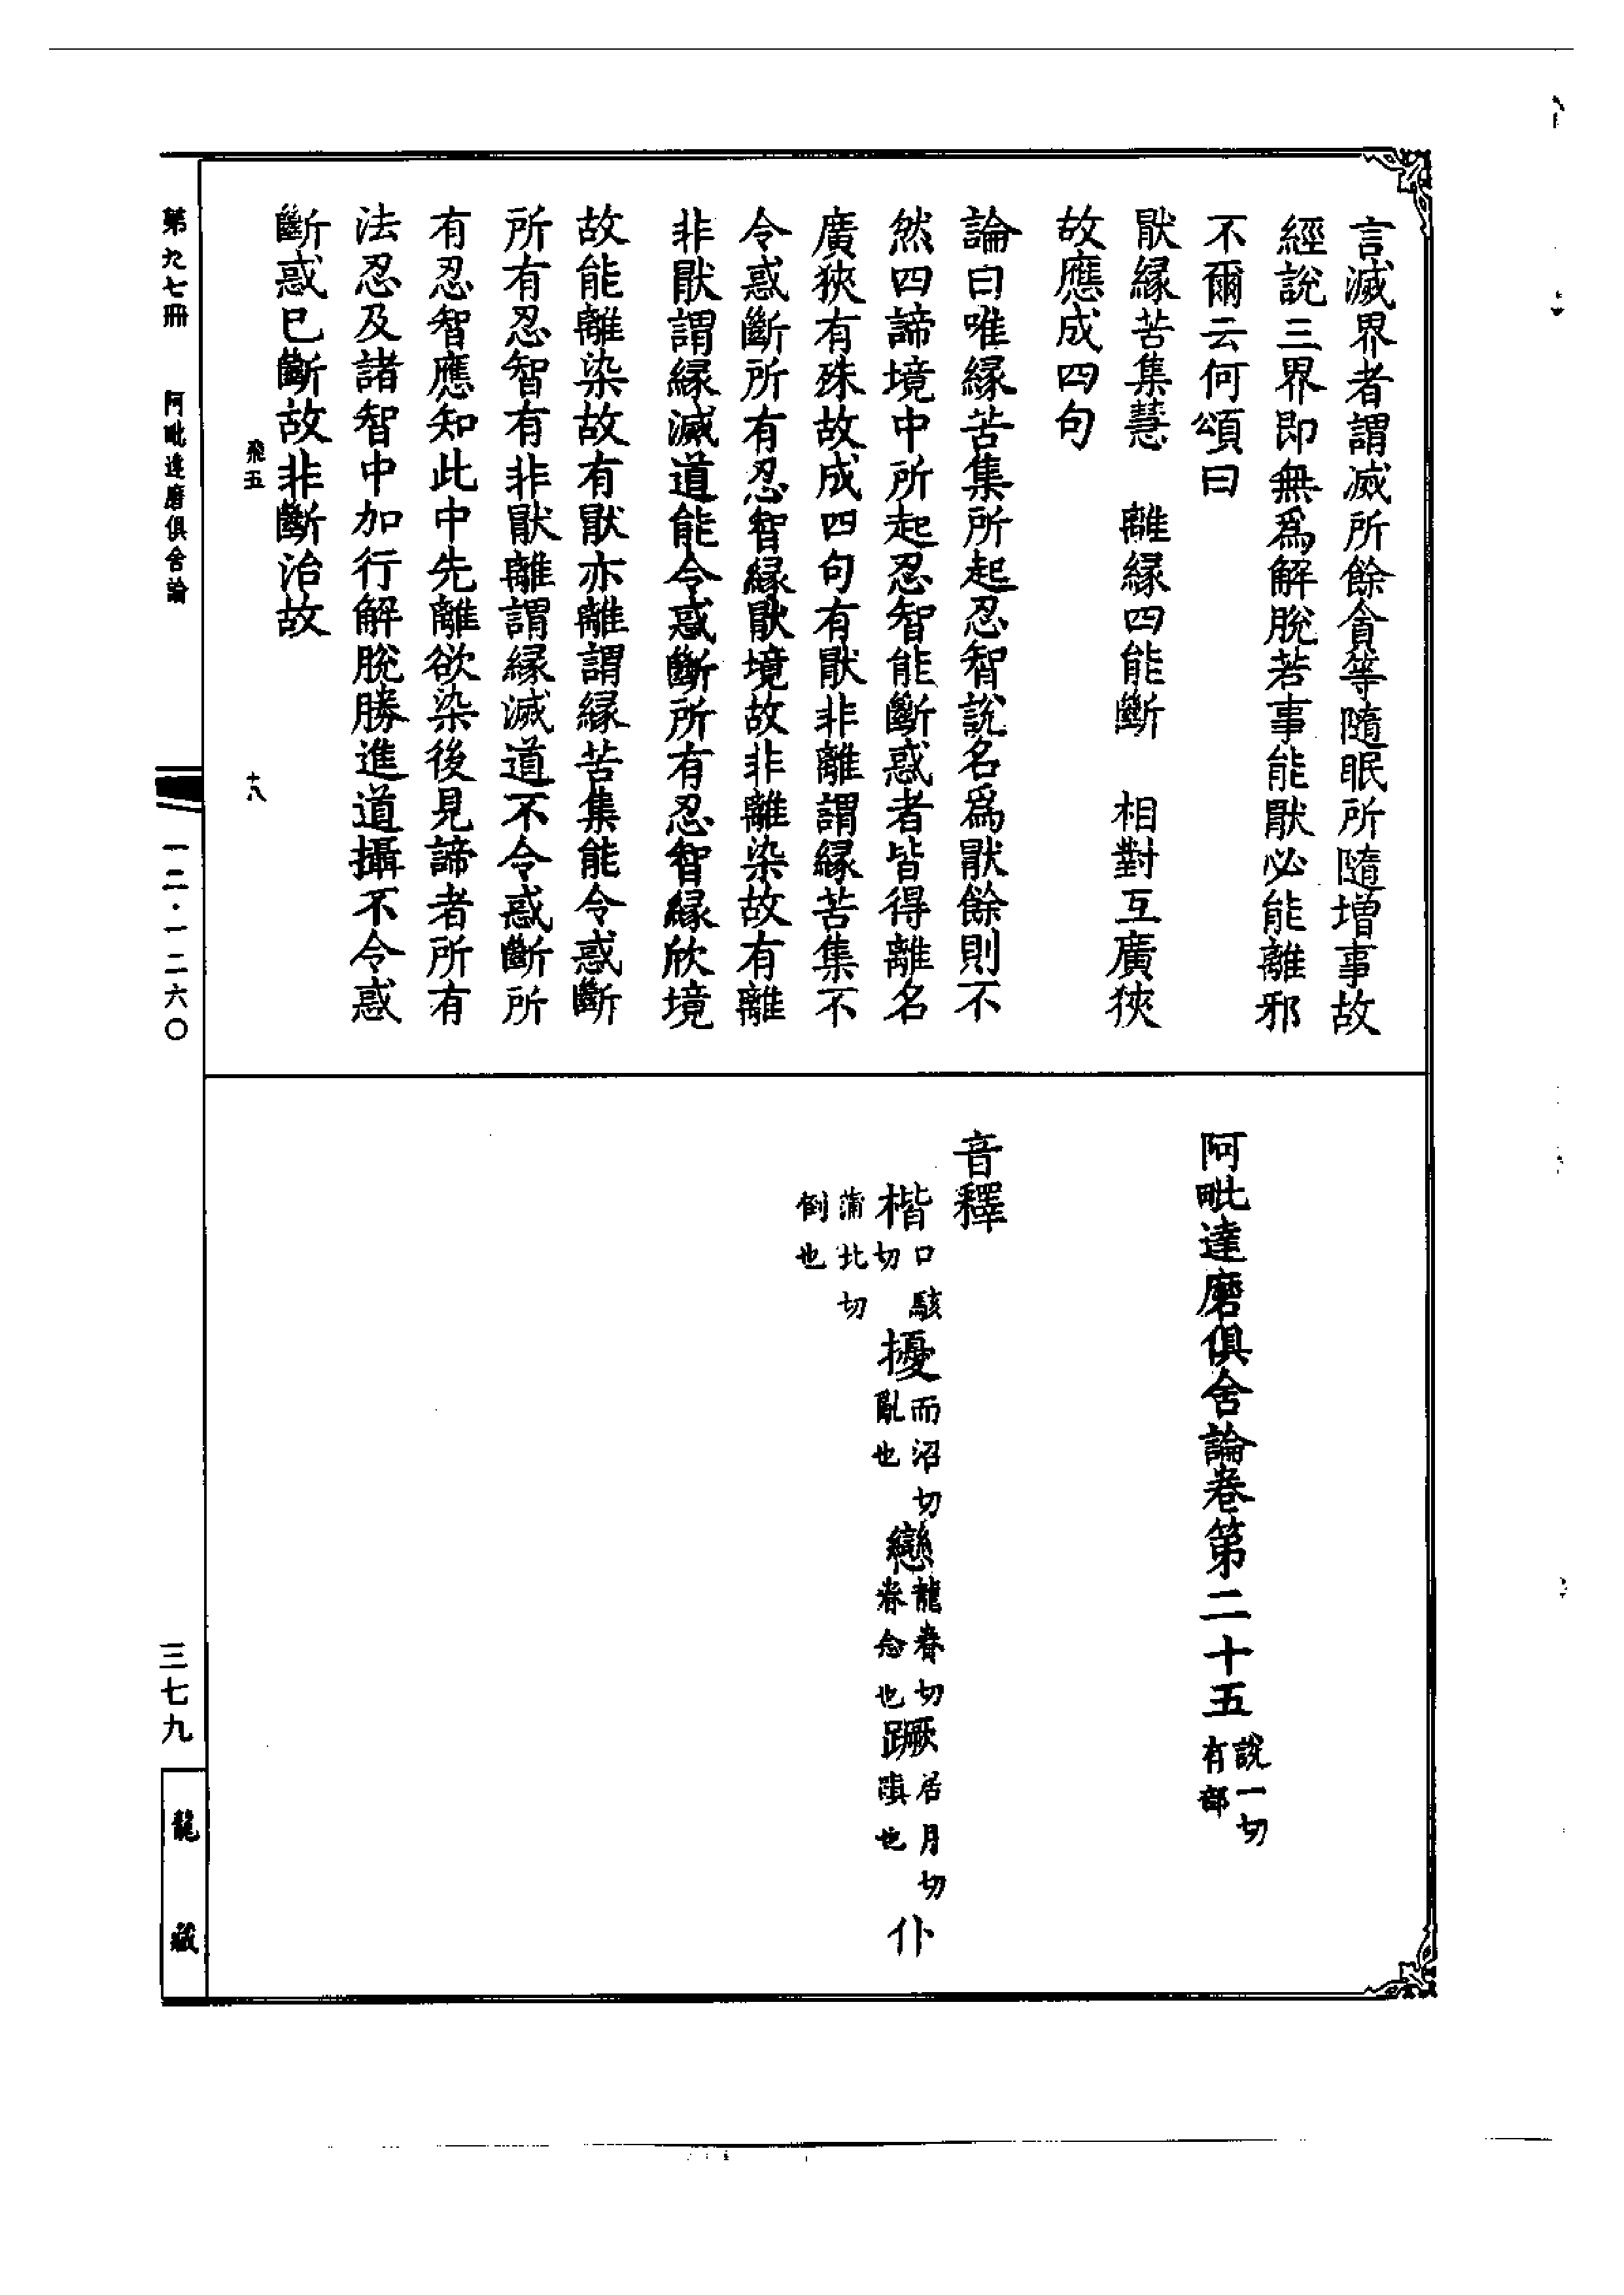 言滅界者謂滅所餘貪等隨眠所隨增事故
經說三界即無為解脫若事能猒必能離邪
不爾云何頌曰
猒緣苦集慧　離緣四能斷　相對互廣狹
故應成四句
論曰唯緣苦集所起忍智說名為猒餘則不
然四諦境中所起忍智能斷惑者皆得離名
廣狹有殊故成四句有猒非離謂緣苦集不
令惑斷所有忍智緣猒境故非離染故有離
非猒謂緣滅道能令惑斷所有忍智緣欣境
故能離染故有猒亦離謂緣苦集能令惑斷
所有忍智有非猒離謂緣滅道不令惑斷所
有忍智應知此中先離欲染後見諦者所有
法忍及諸智中加行解脫勝進道攝不令惑
斷惑已斷故非斷治故
飛五　十八
阿毗達磨俱舍論卷第二十五 說一切有部
音釋
楷 口駭切 擾 而沼切亂也 戀 龍眷切眷念也 蹶 居月切蹎也 仆
蒲北切倒也
第九七冊　阿毗達磨俱舍論　一二·一二六〇　三七九　龍藏